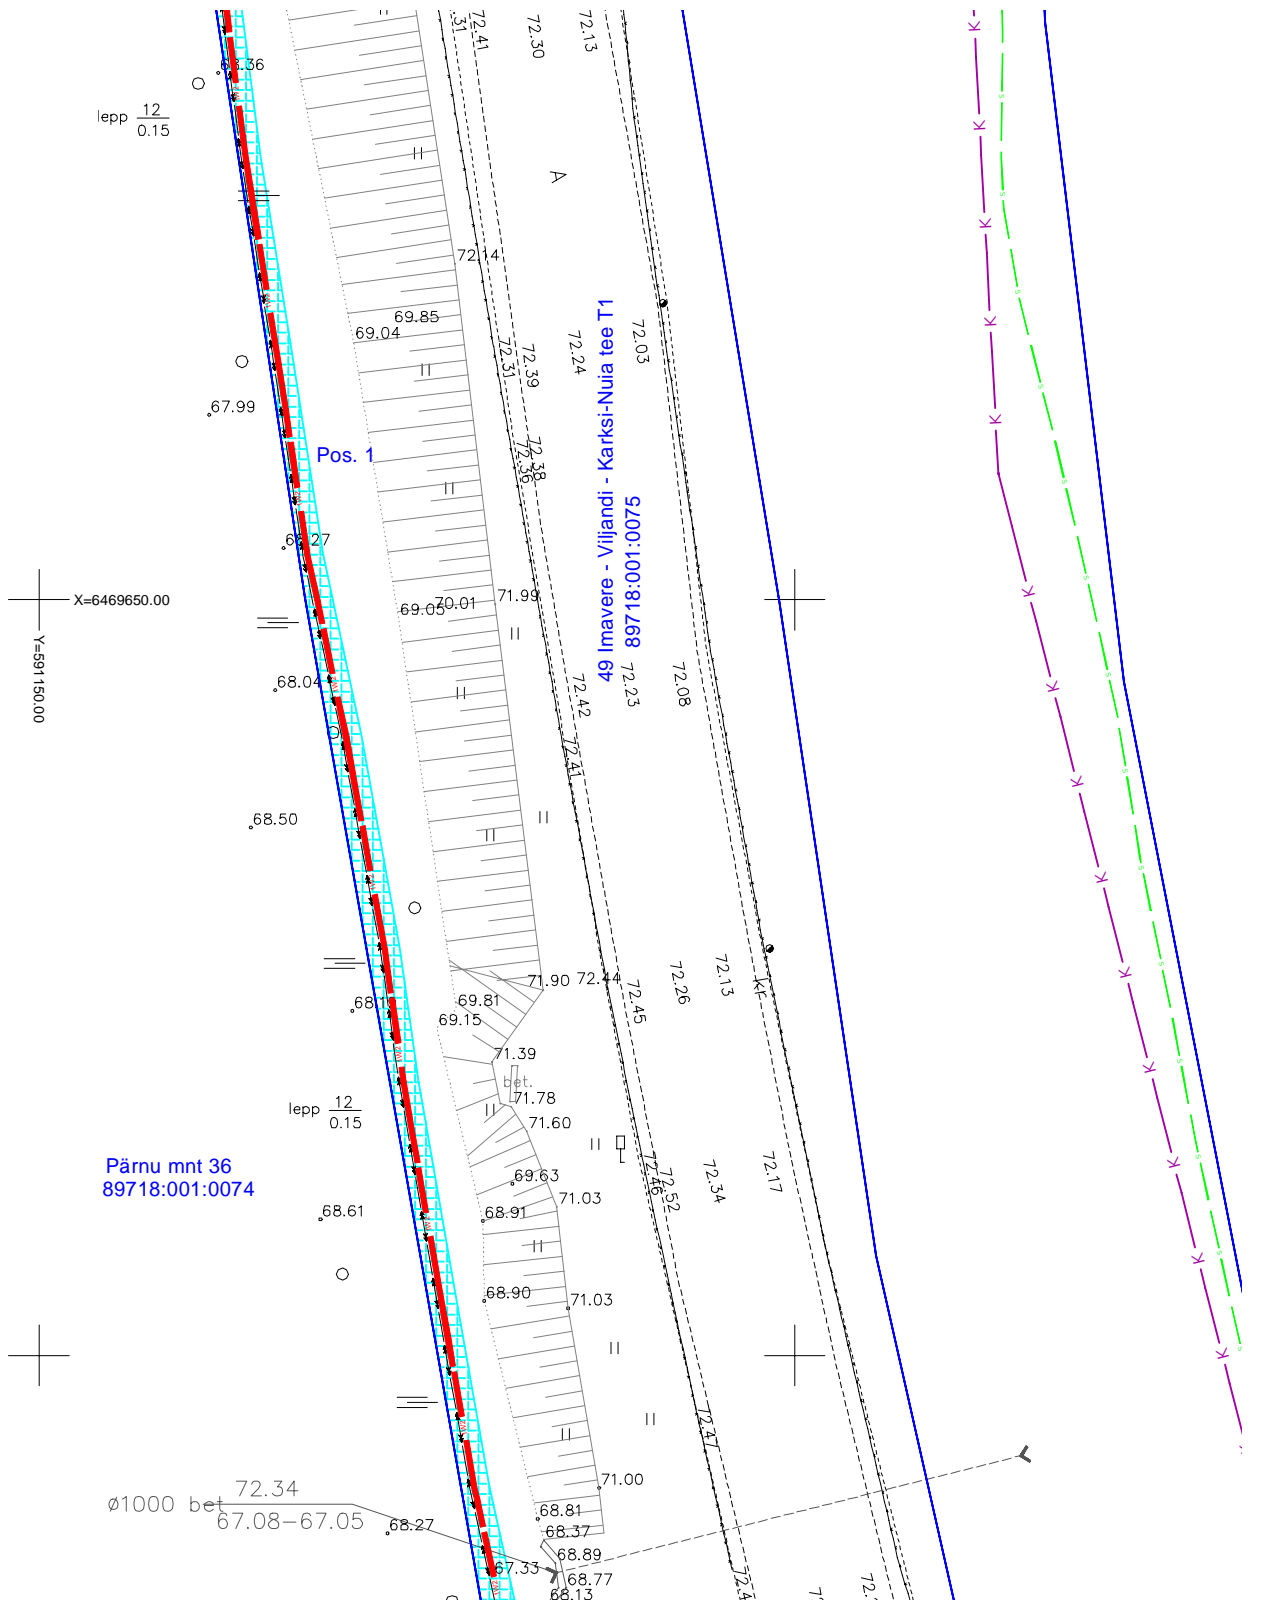 72.31
72.41
72.30
72.13
lepp 12
0.15
A
72.14
69.85
69.04
72.31
72.39
72.24
72.03
67.99
Pos. 1
72.36
72.38
49 Imavere - Viljandi - Karksi-Nuia tee T1
89718:001:0075
X=6469650.00
Y=591150.00
69.05
70.01
71.99
68.04
72.42
72.23
72.08
72.41
68.50
71.90
72.44
72.45
72.26
72.13
kr
69.81
69.15
71.39
bet.
71.78
71.60
lepp 12
0.15
Pärnu mnt 36
89718:001:0074
69.63
71.03
72.46
72.52
72.34
72.17
68.61
68.91
68.90
71.03
72.47
71.00
72.34
ø1000 bet
67.08-67.05
68.27
68.81
68.37
68.89
67.33
68.77
68.13
K
K
K
K
K
K
K
K
K
K
K
K
K
K